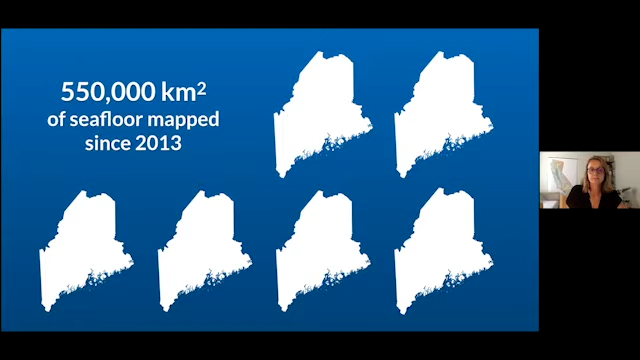 550,000 km²
of seafloor mapped
since 2013